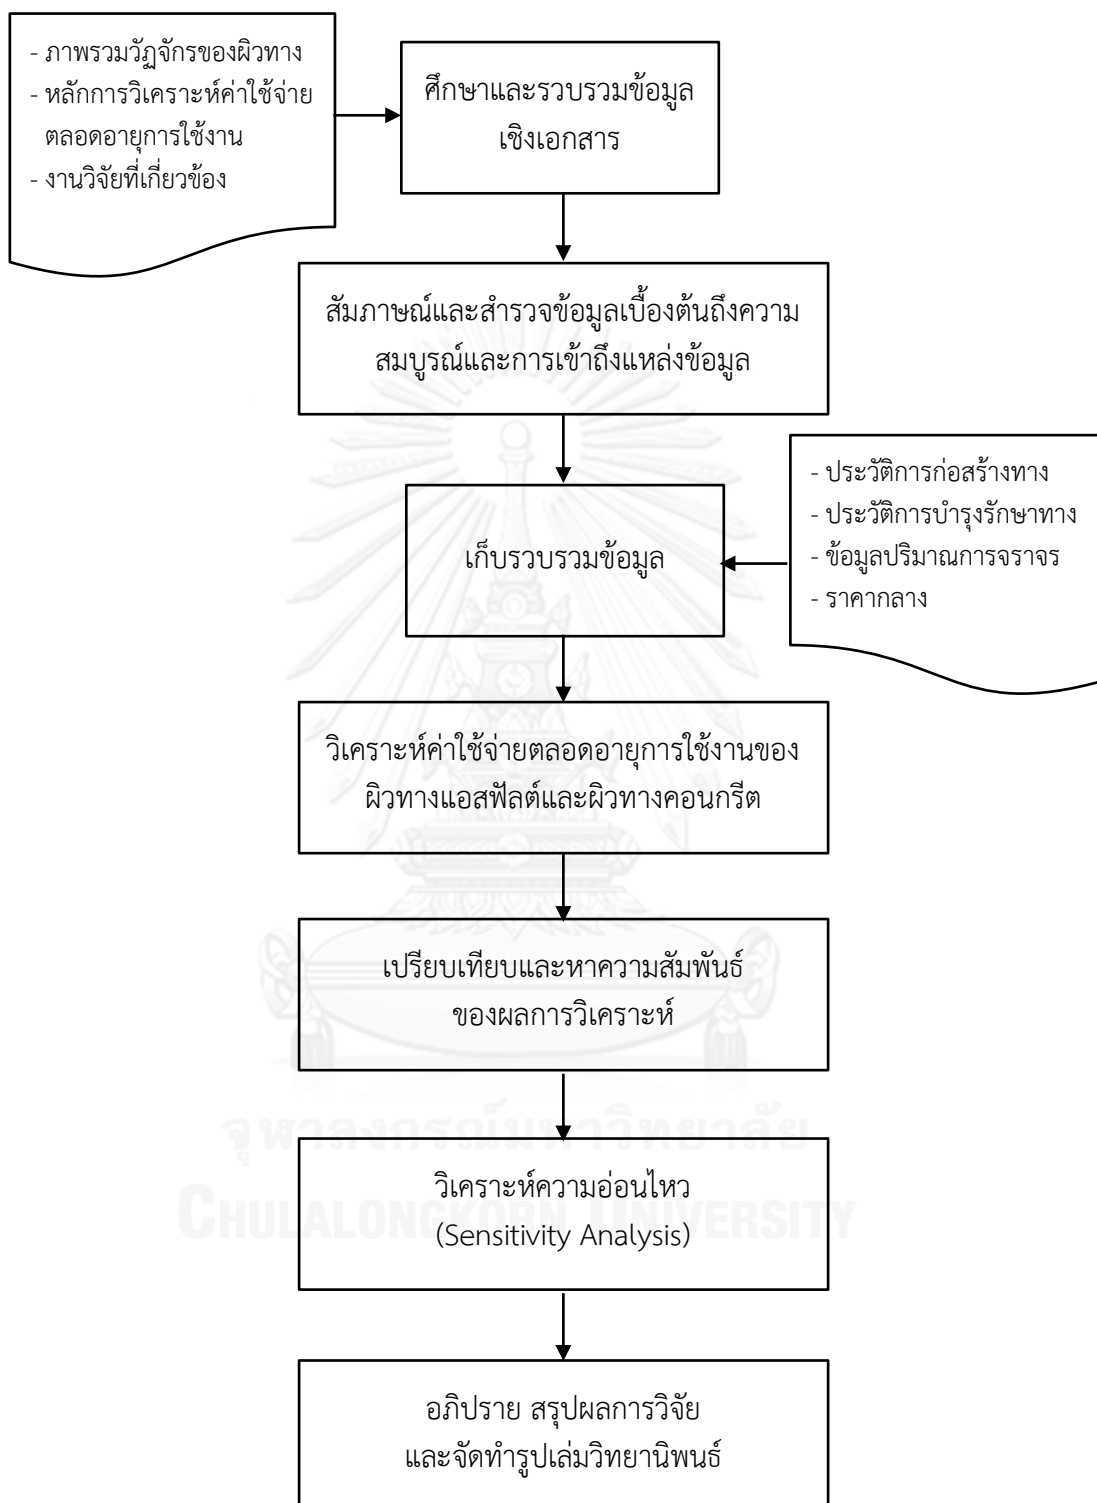 - ภาพรวมวัฏจักรของผิวทาง
- หลักการวิเคราะห์ค่าใช้จ่าย
ตลอดอายุการใช้งาน
- งานวิจัยที่เกี่ยวข้อง
ศึกษาและรวบรวมข้อมูล
เชิงเอกสาร
สัมภาษณ์และสำรวจข้อมูลเบื้องต้นถึงความ
สมบูรณ์และการเข้าถึงแหล่งข้อมูล
เก็บรวบรวมข้อมูล
- ประวัติการก่อสร้างทาง
- ประวัติการบำรุงรักษาทาง
- ข้อมูลปริมาณการจราจร
- ราคากลาง
วิเคราะห์ค่าใช้จ่ายตลอดอายุการใช้งานของ
ผิวทางแอสฟัลต์และผิวทางคอนกรีต
เปรียบเทียบและหาความสัมพันธ์
ของผลการวิเคราะห์
จุฬาลงกรณ์มหาวิทยาลัย
CHULALONGKORN UNIVERSITY
วิเคราะห์ความอ่อนไหว
(Sensitivity Analysis)
อภิปราย สรุปผลการวิจัย
และจัดทำรูปเล่มวิทยานิพนธ์